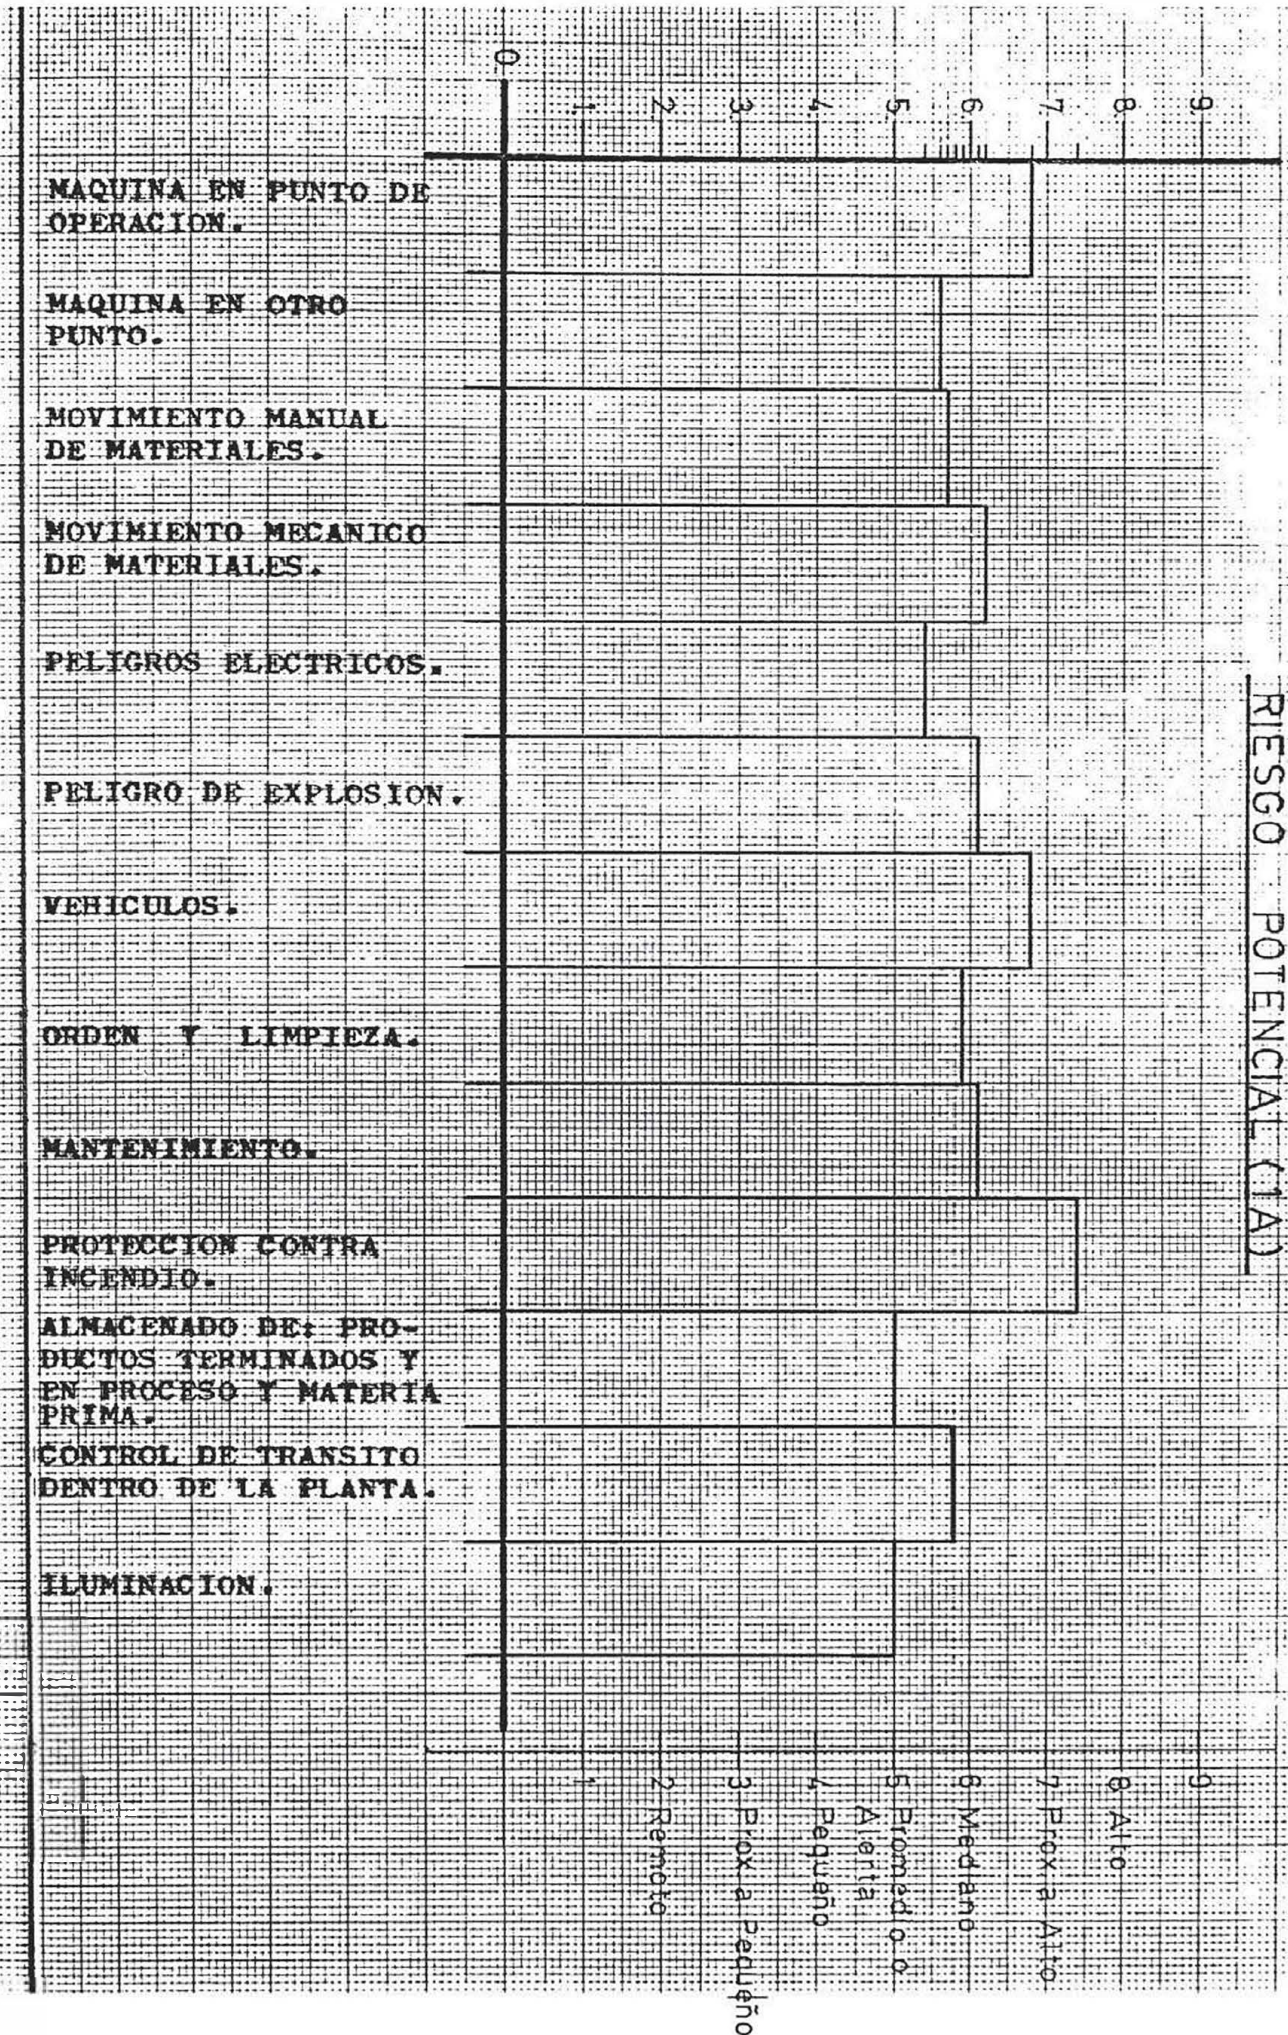 0
1.
2.
3.
4.
5.
6.
7.
8.
9.
MAQUINA EN PUNTO DE
OPERACION.
MAQUINA EN OTRO
PUNTO.
MOVIMIENTO MANUAL
DE MATERIALES.
MOVIMIENTO MECANICO
DE MATERIALES.
PELIGROS ELECTRICOS.
PELIGRO DE EXPLOSION.
VEHICULOS.
ORDEN Y LIMPIEZA.
MANTENIMIENTO.
PROTECCION CONTRA
INCENDIO.
ALMACENADO DE: PRO-
DUCTOS TERMINADOS Y
EN PROCESO Y MATERIA
PRIMA.
CONTROL DE TRANSITO
DENTRO DE LA PLANTA.
ILUMINACION.
RIESGO POTENCIAL (1A)
9
8 Alto
7 Prox a Alto
6 Mediano
5 Promedio o
Alerta
4 Pequeño
3 Prox a Pequeño
2 Remoto
1